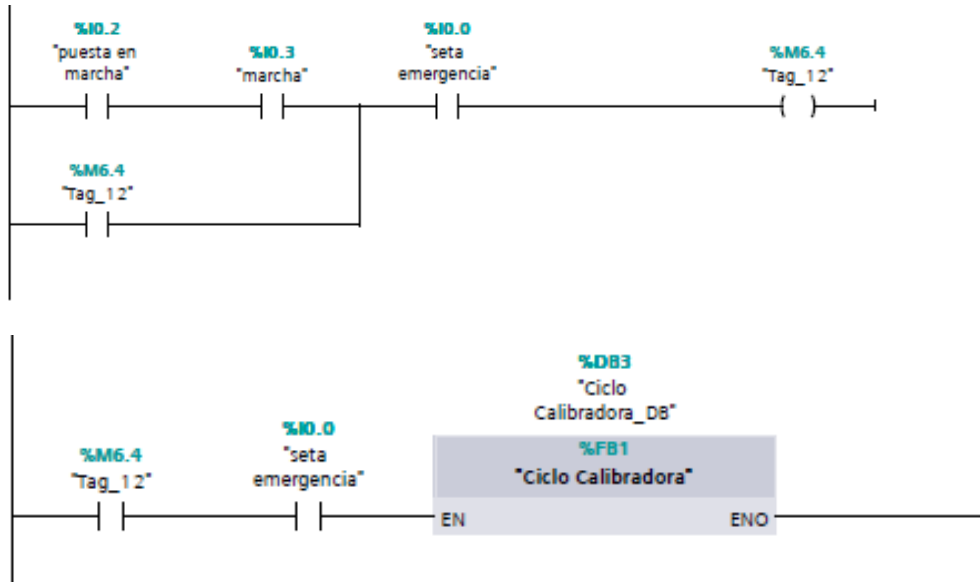 %I0.2
"puesta en
marcha"
%I0.3
"marcha"
%I0.0
"seta
emergencia"
%M6.4
"Tag_12"
%M6.4
"Tag_12"
%DB3
"Ciclo
Calibradora_DB"
%M6.4
"Tag_12"
%I0.0
"seta
emergencia"
%FB1
"Ciclo Calibradora"
EN
ENO